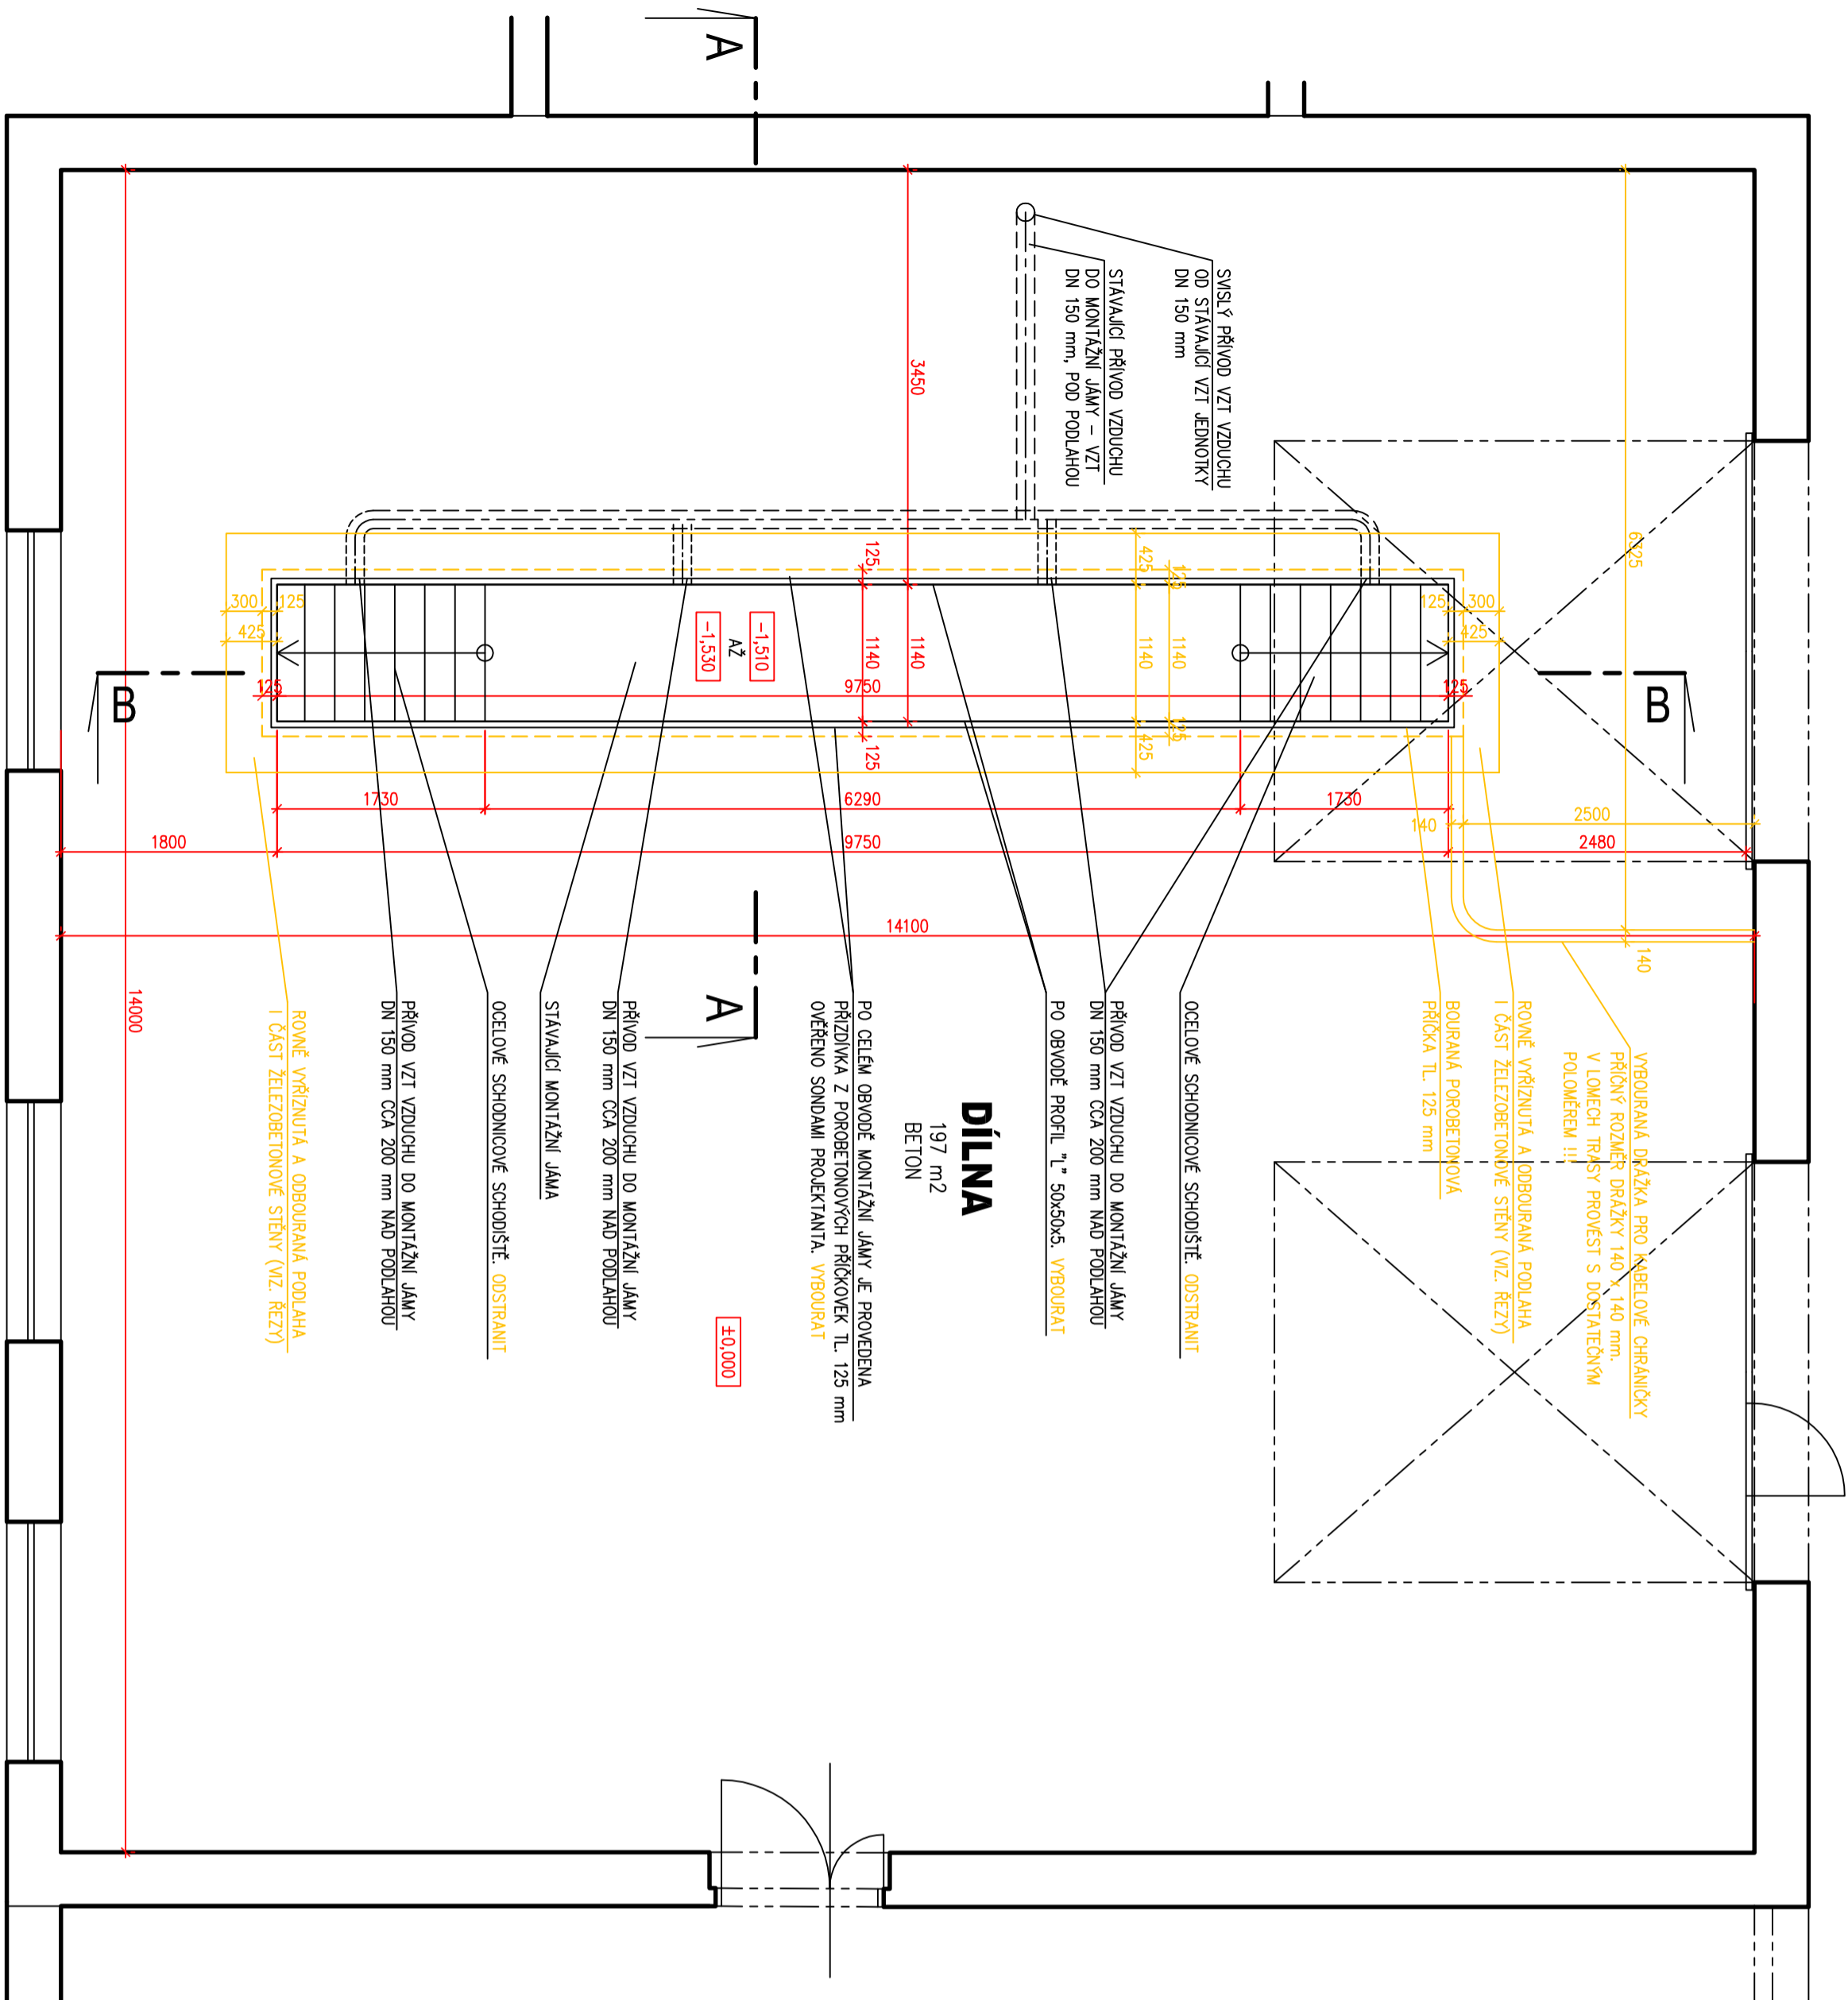 A
A
B
B
SVISLÝ PŘÍVOD VZT VZDUCHU
OD STÁVAJÍCÍ VZT JEDNOTKY
DN 150 mm
STÁVAJÍCÍ PŘÍVOD VZDUCHU
DO MONTÁŽNÍ JÁMY – VZT
DN 150 mm, POD PODLAHOU
3450
1140
6325
140
125
1140
125
425
1140
425
125
1140
125
-1,510
AŽ
-1,530
300
125
425
125
300
425
125
9750
125
1730
6290
1730
140
2500
1800
9750
2480
14100
14000
VYBOURANÁ DRÁŽKA PRO KABELOVÉ CHRÁNIČKY
PŘÍČNÝ ROZMĚR DRÁŽKY 140 x 140 mm.
V LOMECH TRASY PROVÉST S DOSTATEČNÝM
POLOMĚREM !!!
ROVNĚ VYŘÍZNUTÁ A ODBOURANÁ PODLAHA
I ČÁST ŽELEZOBETONOVÉ STĚNY (VIZ. ŘEZY)
BOURANÁ POROBETONOVÁ
PŘÍČKA TL. 125 mm
OCELOVÉ SCHODNICOVÉ SCHODIŠTĚ. ODSTRANIT
PŘÍVOD VZT VZDUCHU DO MONTÁŽNÍ JÁMY
DN 150 mm CCA 200 mm NAD PODLAHOU
PO OBVODĚ PROFIL "L" 50x50x5. VYBOURAT
DÍLNA
197 m2
BETON
PO CELÉM OBVODĚ MONTÁŽNÍ JÁMY JE PROVEDENA
PŘIZDÍVKA Z POROBETONOVÝCH PŘÍČKOVEK TL. 125 mm
OVĚŘENO SONDAMI PROJEKTANTA. VYBOURAT
±0,000
PŘÍVOD VZT VZDUCHU DO MONTÁŽNÍ JÁMY
DN 150 mm CCA 200 mm NAD PODLAHOU
STÁVAJÍCÍ MONTÁŽNÍ JÁMA
OCELOVÉ SCHODNICOVÉ SCHODIŠTĚ. ODSTRANIT
PŘÍVOD VZT VZDUCHU DO MONTÁŽNÍ JÁMY
DN 150 mm CCA 200 mm NAD PODLAHOU
ROVNĚ VYŘÍZNUTÁ A ODBOURANÁ PODLAHA
I ČÁST ŽELEZOBETONOVÉ STĚNY (VIZ. ŘEZY)